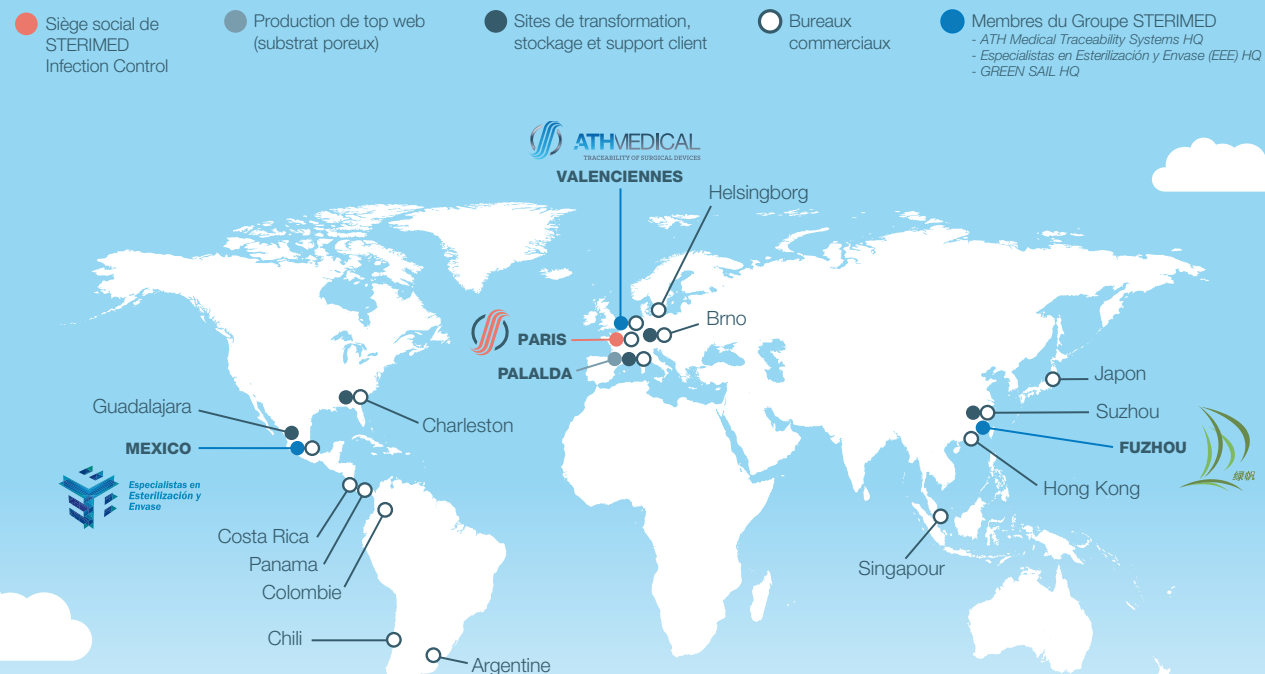 Siège social de
STERIMED
Infection Control
Production de top web
(substrat poreux)
Sites de transformation,
stockage et support client
Bureaux
commerciaux
Membres du Groupe STERIMED
- ATH Medical Traceability Systems HQ
- Especialistas en Esterilización y Envase (EEE) HQ
- GREEN SAIL HQ
ATHMEDICAL
TRACEABILITY OF SURGICAL DEVICES
VALENCIENNES
Helsingborg
Brno
PARIS
PALALDA
Japon
Guadalajara
Suzhou
Charleston
MEXICO
FUZHOU
绿帆
Especialistas en
Esterilización y
Envase
Hong Kong
Costa Rica
Panama
Singapour
Colombie
Chili
Argentine